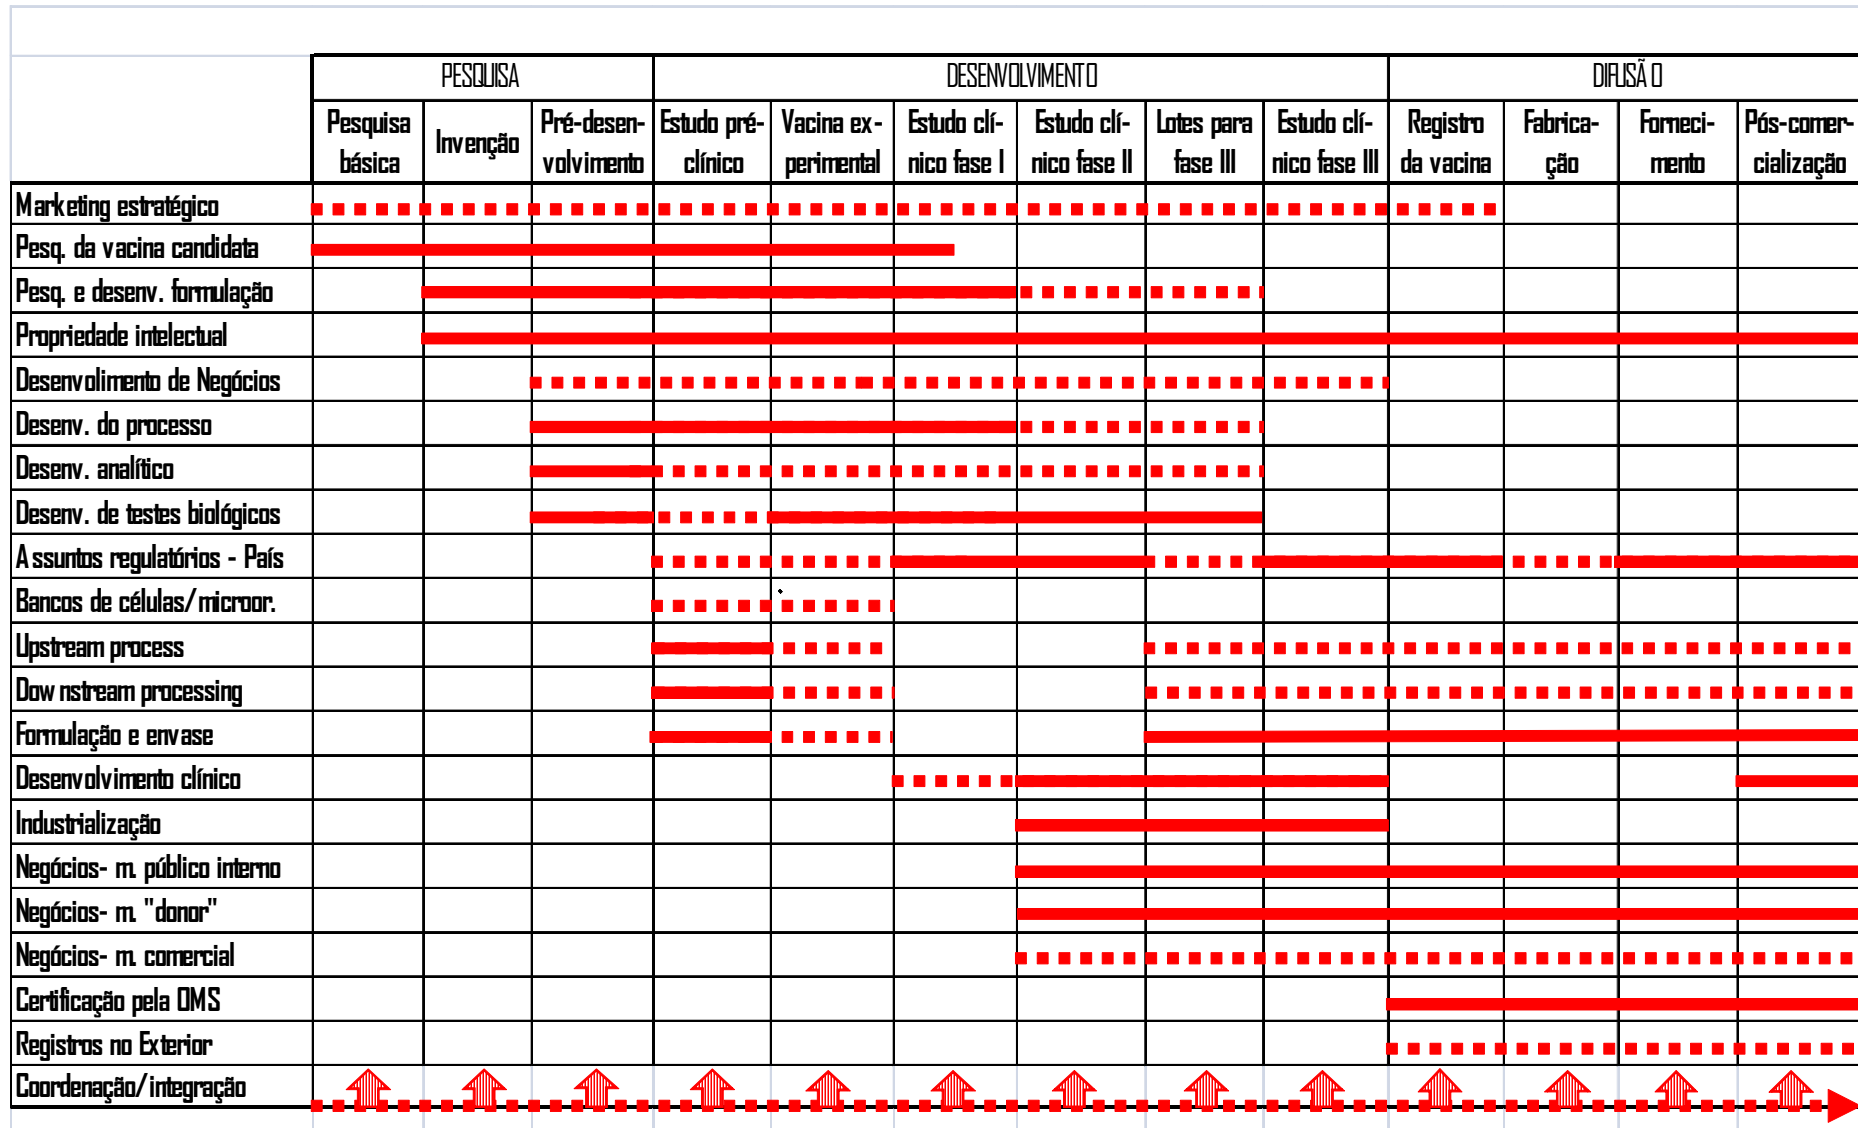 PESQUISA DESENVOLVIMENTO DIFUSÃO
Pesquisa básica
Invenção
Pré-desen-
volvimento
Estudo pré-
clínico
Vacina ex-
perimental
Estudo clí-
nico fase I
Estudo clí-
nico fase II
Lotes para
fase III
Estudo clí-
nico fase III
Registro
da vacina
Fabrica-
ção
Forneci-
mento
Pós-comer-
cialização
Marketing estratégico
Pesq. da vacina candidata
Pesq. e desenv. formulação
Propriedade intelectual
Desenvolimento de Negócios
Desenv. do processo
Desenv. analítico
Desenv. de testes biológicos
Assuntos regulatórios - País
Bancos de células/microor.
Upstream process
Downstream processing
Formulação e envase
Desenvolvimento clínico
Industrialização
Negócios- m. público interno
Negócios- m. "donor"
Negócios- m. comercial
Certificação pela OMS
Registros no Exterior
Coordenação/integração